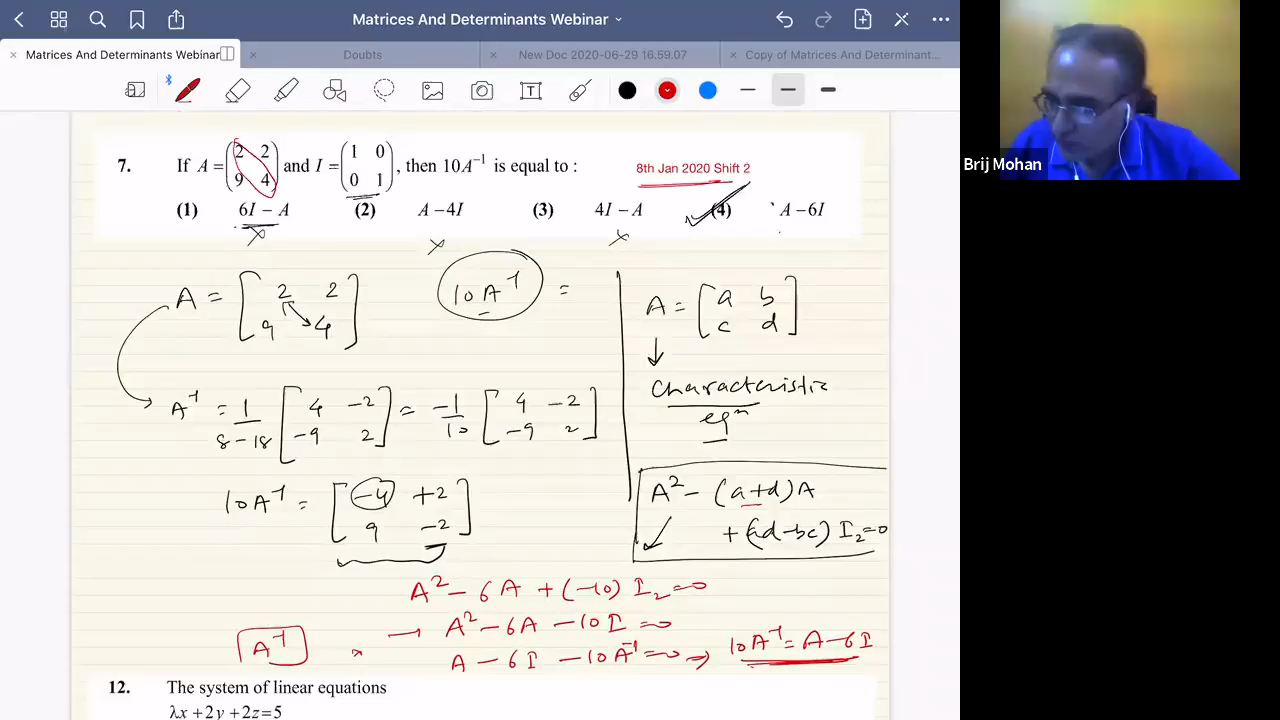 Matrices And Determinants Webinar
Matrices And Determinants Webinar
Doubts
New Doc 2020-06-29 16.59.07
Copy of Matrices And Determinant...
Brij Mohan
7. If A = (2 2 9 4) and I = (1 0 0 1), then 10A⁻¹ is equal to :
8th Jan 2020 Shift 2
(1) 6I – A (2) A – 4I (3) 4I – A (4) A – 6I
A = [2 2 9 4]
10A⁻¹ =
A⁻¹ = 1/8-18 [4 -2 -9 2] = -1/10 [4 -2 -9 2]
10A⁻¹ = [-4 +2 9 -2]
A = [a b c d]
Characteristic
eqⁿ
A² - (a+d)A
+(ad-bc) I₂=0
A² - 6A + (-10) I₂ = 0
A² - 6A - 10I = 0
A⁻¹
A - 6I - 10A⁻¹ = 0 ⇒ 10A⁻¹ = A - 6I
12. The system of linear equations
λx + 2y + 2z = 5